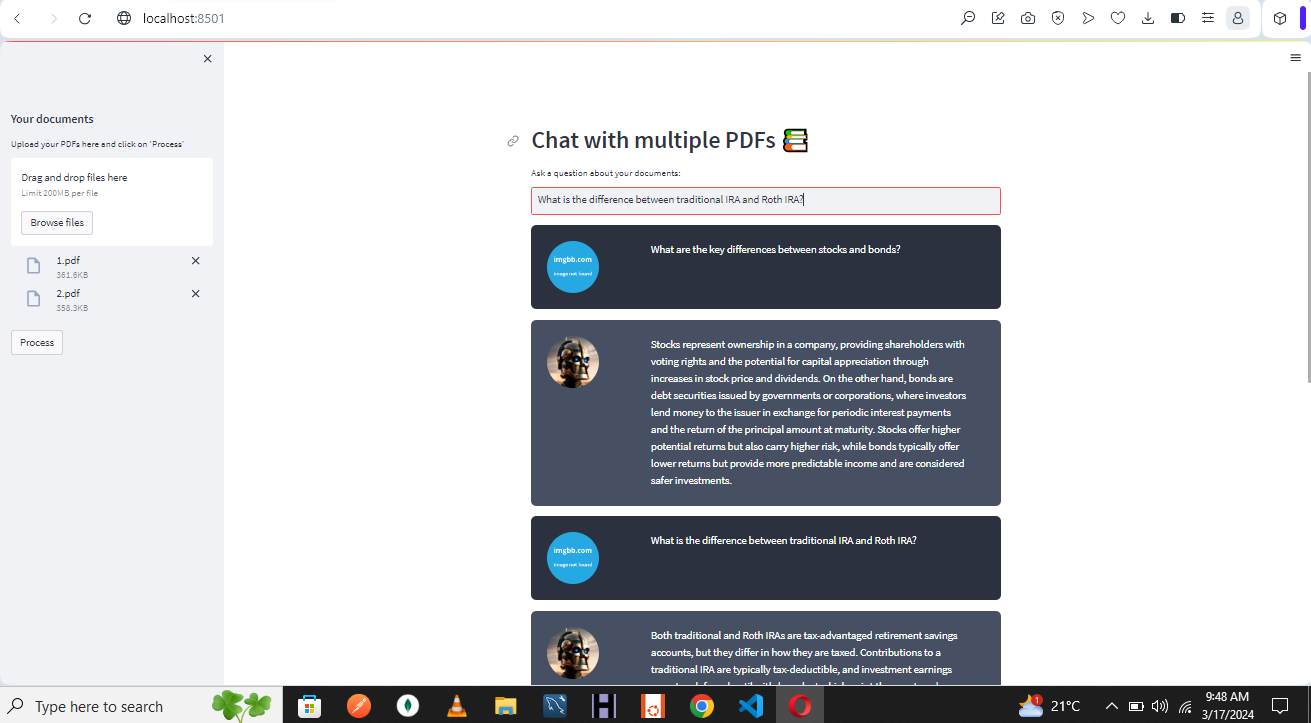 localhost:8501
Your documents
Upload your PDFs here and click on 'Process'
Drag and drop files here
Limit 200MB per file
Browse files
1.pdf
361.6KB
2.pdf
358.3KB
Process
Chat with multiple PDFs
Ask a question about your documents:
What is the difference between traditional IRA and Roth IRA?
imgbb.com
image not found
What are the key differences between stocks and bonds?
Stocks represent ownership in a company, providing shareholders with
voting rights and the potential for capital appreciation through
increases in stock price and dividends. On the other hand, bonds are
debt securities issued by governments or corporations, where investors
lend money to the issuer in exchange for periodic interest payments
and the return of the principal amount at maturity. Stocks offer higher
potential returns but also carry higher risk, while bonds typically offer
lower returns but provide more predictable income and are considered
safer investments.
imgbb.com
image not found
What is the difference between traditional IRA and Roth IRA?
Both traditional and Roth IRAs are tax-advantaged retirement savings
accounts, but they differ in how they are taxed. Contributions to a
traditional IRA are typically tax-deductible, and investment earnings
Type here to search
1
21°C
9:48 AM
3/17/2024